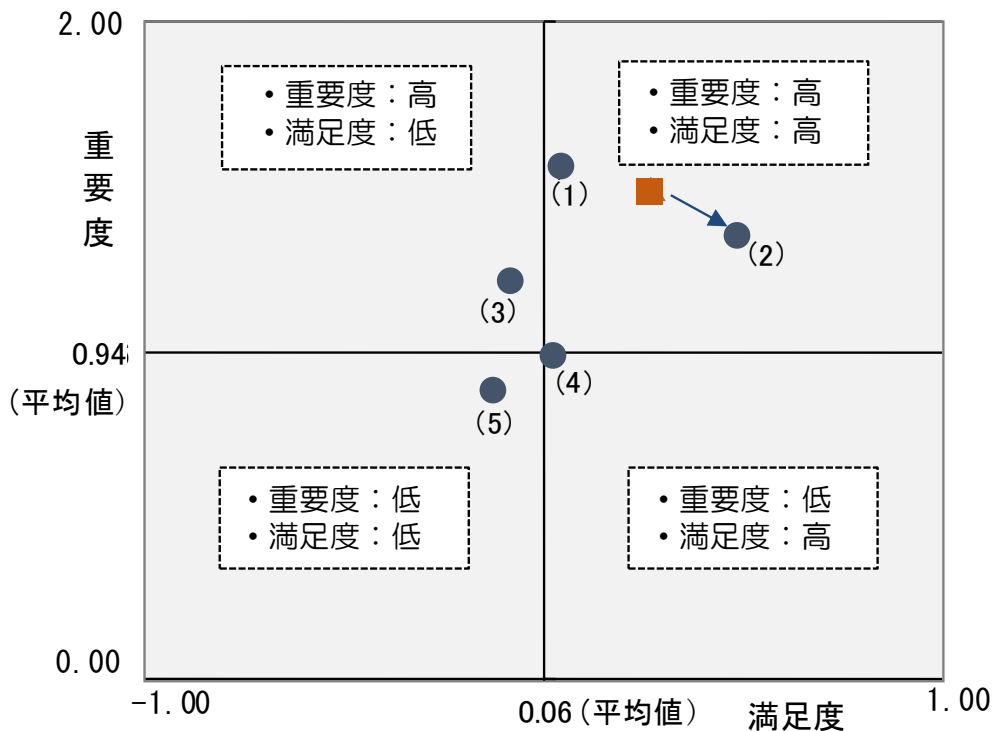 2.00
・重要度：高
・満足度：低
・重要度：高
・満足度：高
重要度
(1)
(2)
(3)
0.94
(平均値)
(4)
(5)
・重要度：低
・満足度：低
・重要度：低
・満足度：高
0.00
-1.00
0.06(平均値)
満足度
1.00